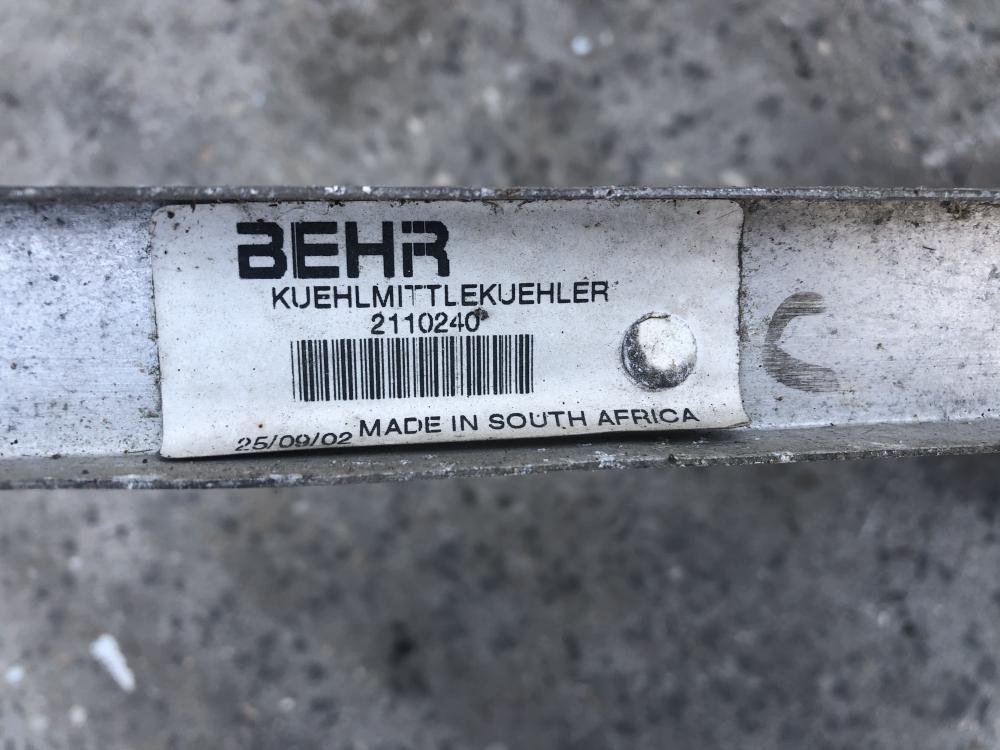 BEHR
KUEHLMITTLEKUEHLER
2110240
25/09/02 MADE IN SOUTH AFRICA
C